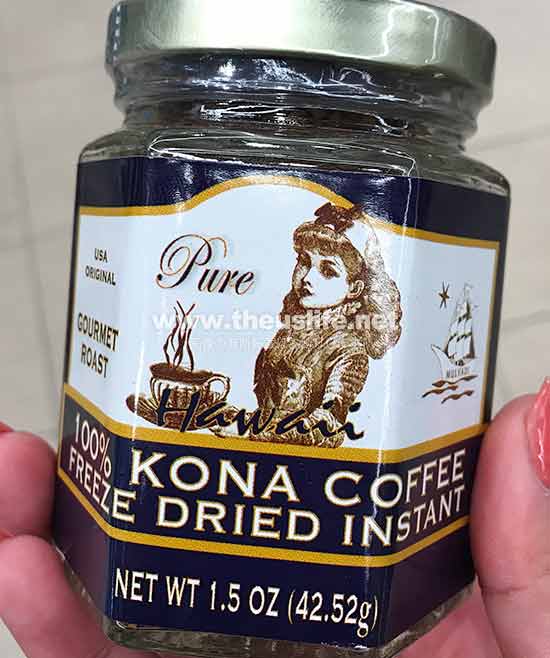 USA
ORIGINAL
GOURMET
ROAST
Pure
www.theuslife.net
Hawaii
MULVADI
100% KONA COFFEE
FREEZE DRIED INSTANT
NET WT 1.5 OZ (42.52g)